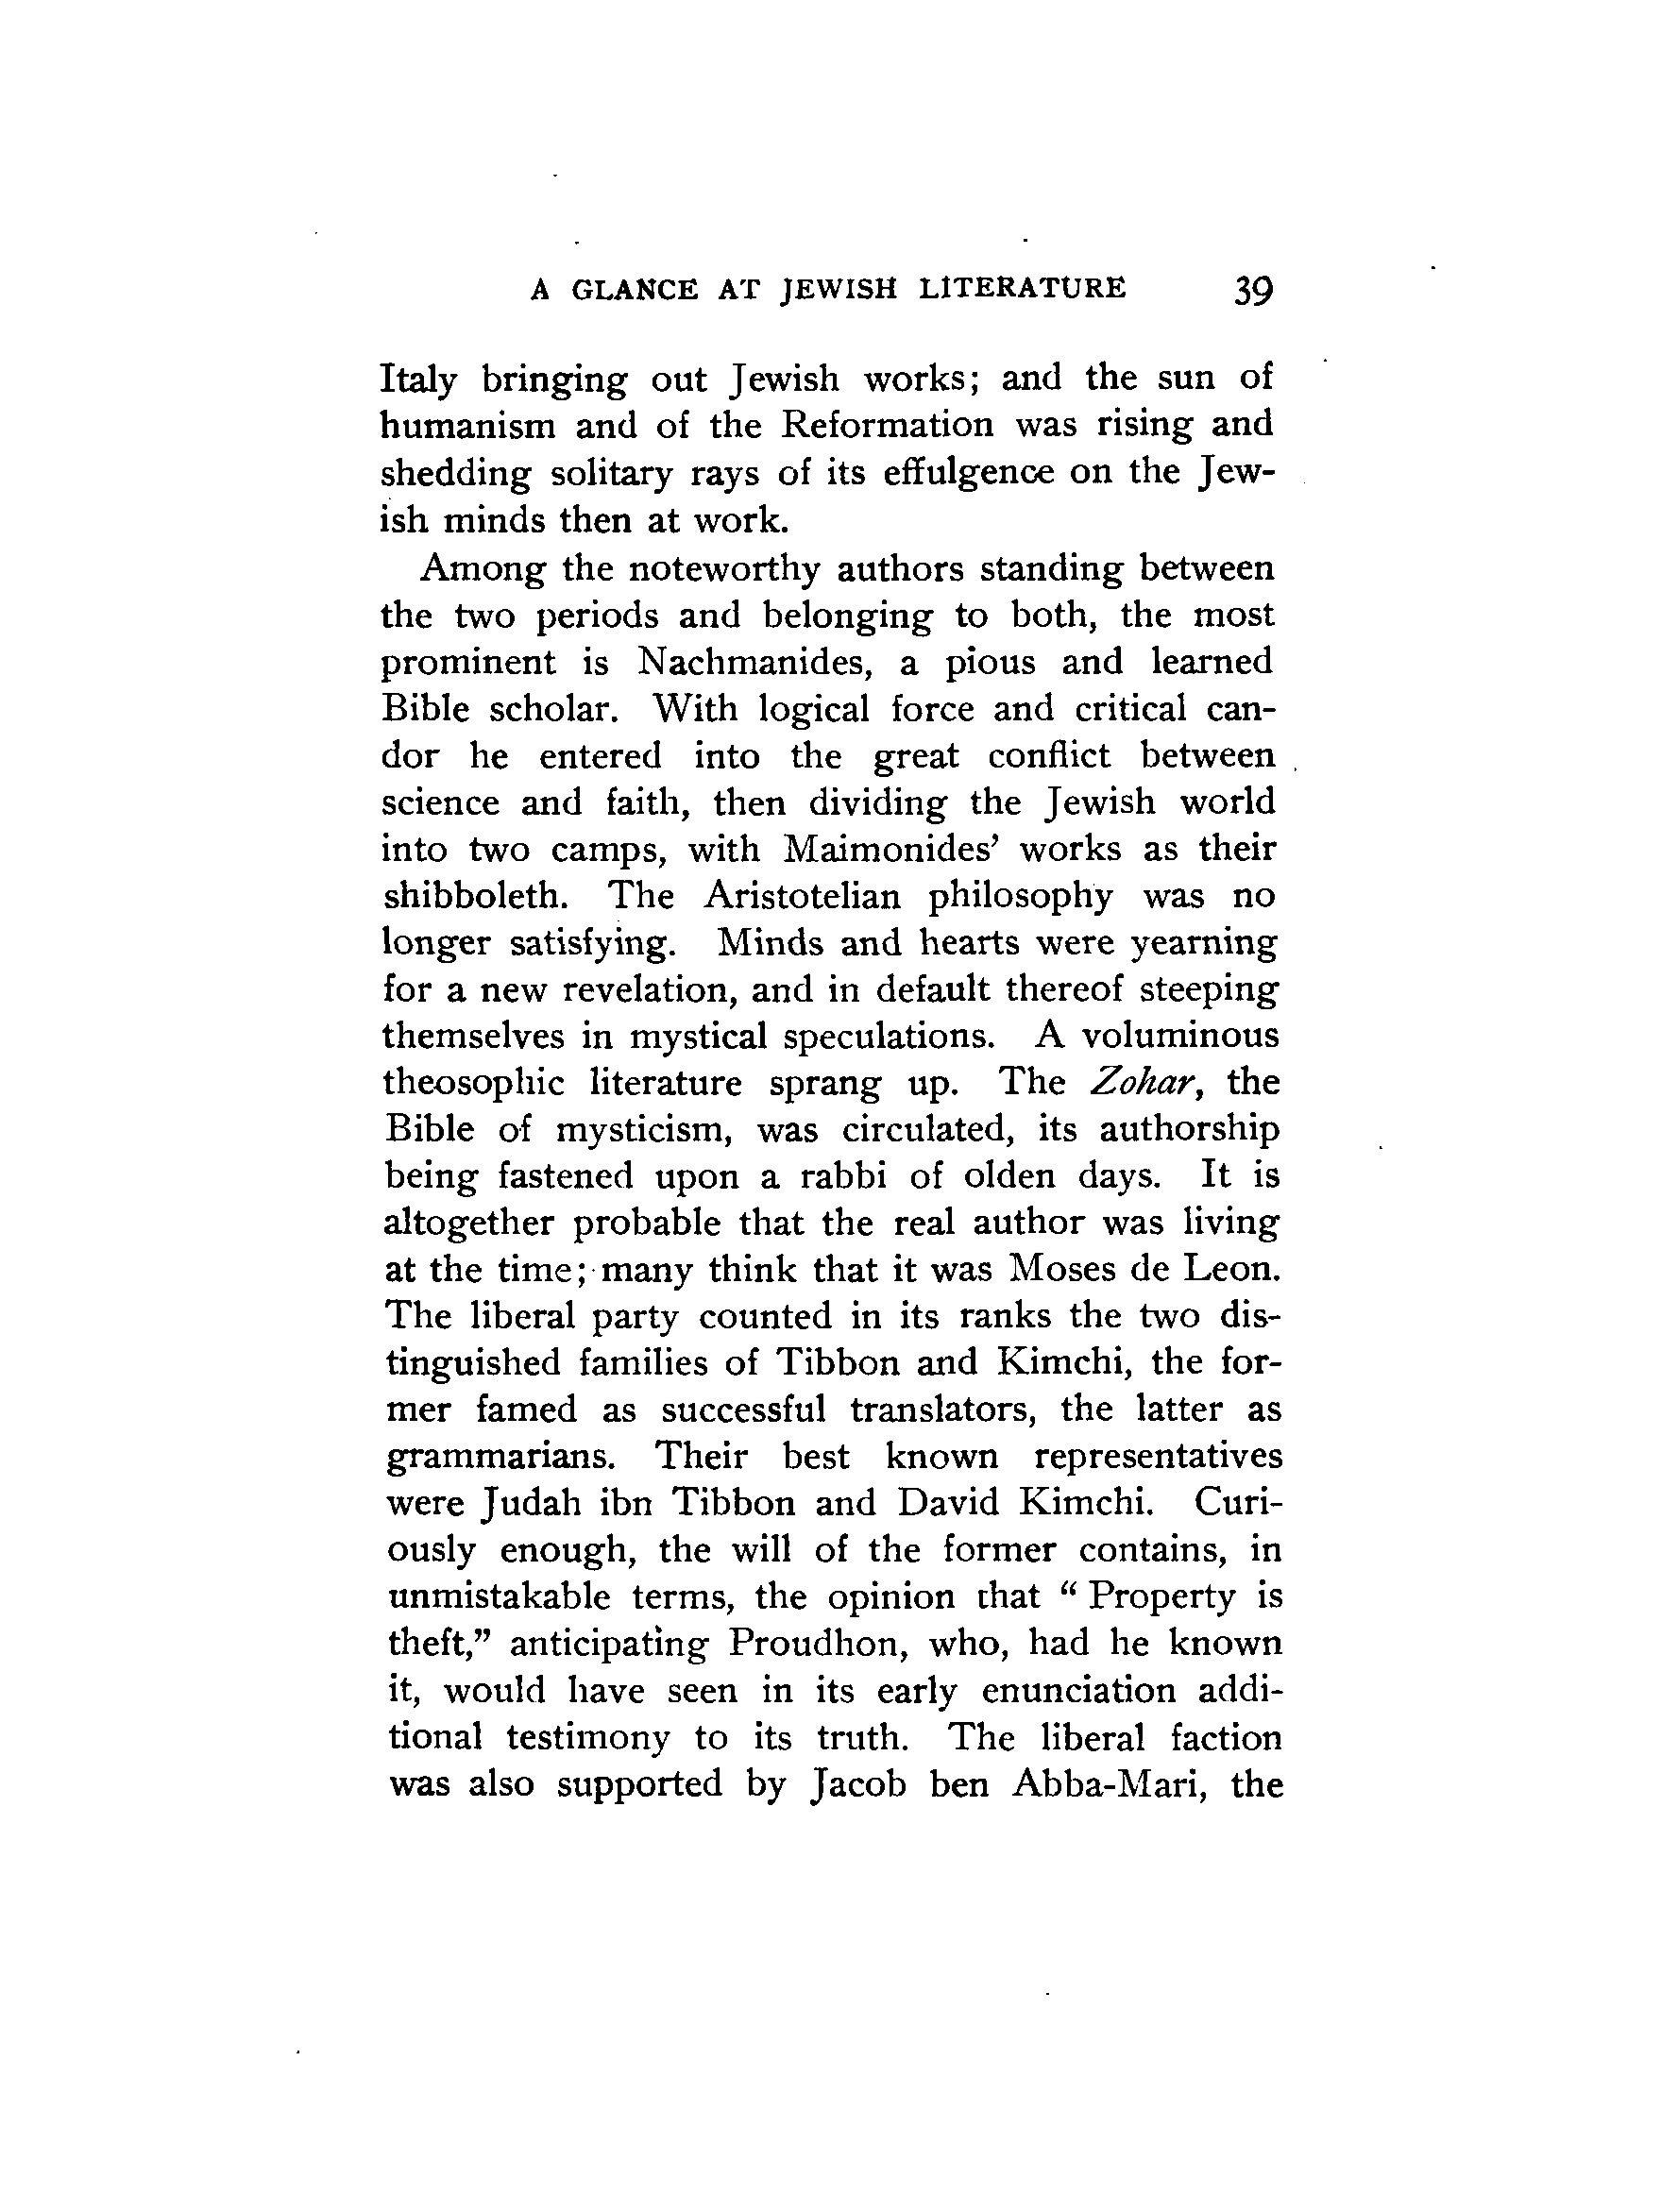 A GLANCE AT JEWISH LITERATURE 39
Italy bringing out Jewish works; and the sun of
humanism and of the Reformation was rising and
shedding solitary rays of its effulgence on the Jew-
ish minds then at work.
Among the noteworthy authors standing between
the two periods and belonging to both, the most
prominent is Nachmanides, a pious and learned
Bible scholar. With logical force and critical can-
dor he entered into the great conflict between
science and faith, then dividing the Jewish world
into two camps, with Maimonides’ works as their
shibboleth. The Aristotelian philosophy was no
longer satisfying. Minds and hearts were yearning
for a new revelation, and in default thereof steeping
themselves in mystical speculations. A voluminous
theosophic literature sprang up. The Zohar, the
Bible of mysticism, was circulated, its authorship
being fastened upon a rabbi of olden days. It is
altogether probable that the real author was living
at the time; many think that it was Moses de Leon.
The liberal party counted in its ranks the two dis-
tinguished families of Tibbon and Kimchi, the for-
mer famed as successful translators, the latter as
grammarians. Their best known representatives
were Judah ibn Tibbon and David Kimchi. Curi-
ously enough, the will of the former contains, in
unmistakable terms, the opinion that “ Property is
theft,” anticipating Proudhon, who, had he known
it, would have seen in its early enunciation addi-
tional testimony to its truth. The liberal faction
was also supported by Jacob ben Abba-Mari, the